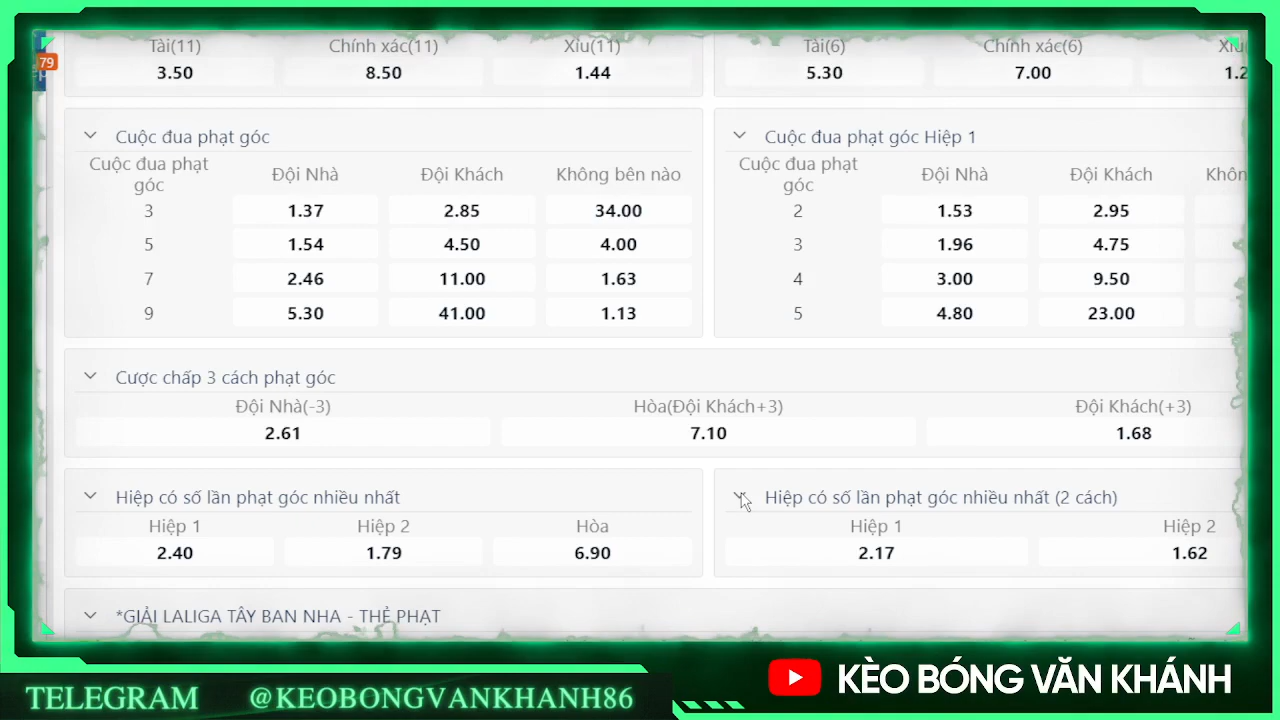 Tài(11) Chính xác(11) Xỉu(11)
3.50 8.50 1.44
Tài(6) Chính xác(6)
5.30 7.00
79
Cuộc đua phạt góc
Cuộc đua phạt góc Đội Nhà Đội Khách Không bên nào
3 1.37 2.85 34.00
5 1.54 4.50 4.00
7 2.46 11.00 1.63
9 5.30 41.00 1.13
Cuộc đua phạt góc Hiệp 1
Cuộc đua phạt góc Đội Nhà Đội Khách
2 1.53 2.95
3 1.96 4.75
4 3.00 9.50
5 4.80 23.00
Cược chấp 3 cách phạt góc
Đội Nhà(-3) Hòa(Đội Khách+3) Đội Khách(+3)
2.61 7.10 1.68
Hiệp có số lần phạt góc nhiều nhất
Hiệp 1 Hiệp 2 Hòa
2.40 1.79 6.90
Hiệp có số lần phạt góc nhiều nhất (2 cách)
Hiệp 1 Hiệp 2
2.17 1.62
*GIẢI LALIGA TÂY BAN NHA - THẺ PHẠT
TELEGRAM @KEOBONGVANKHANH86
KÈO BÓNG VĂN KHÁNH